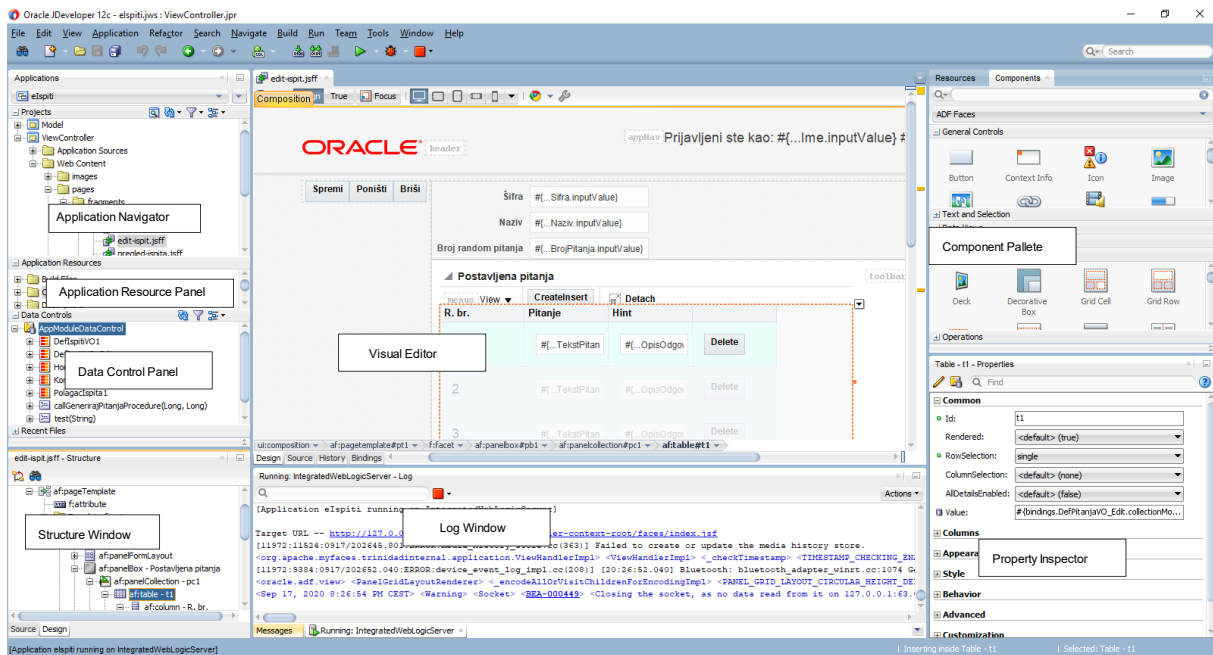 Oracle JDeveloper 12c - elspiti.jws : ViewController.jpr
File Edit View Application Refactor Search Navigate Build Run Team Tools Window Help
Search
Applications
eIspiti
Projects
Model
ViewController
Application Sources
Web Content
images
pages
fragments
Application Navigator
edit-ispit.jsff
pregled-ispita.jsff
Application Resources
Build Files
Application Resource Panel
Data Controls
AppModuleDataControl
DefIspitiVO1
Data Control Panel
PolagacIspita1
callGenerirajPitanjaProcedure(Long, Long)
test(String)
Recent Files
edit-ispit.jsff - Structure
af:pageTemplate
f:attribute
Structure Window
af:panelFormLayout
af:panelBox - Postavljena pitanja
af:panelCollection - pc1
af:table - t1
af:column - R. br.
Source Design
[Application elspiti running on IntegratedWebLogicServer]
edit-ispit.jsff
Composition
True Focus
ORACLE
header
appNav Prijavljeni ste kao: #{...Ime.inputValue} #
Spremi Poništi Briši
Šifra #{...Sifra.inputValue}
Naziv #{...Naziv.inputValue}
Broj random pitanja #{...BrojPitanja.inputValue}
Postavljena pitanja
toolbar
menus View CreateInsert Detach
R. br. Pitanje Hint
#{...TekstPitan #{...OpisOdgov Delete
Visual Editor
2 #{...TekstPitan #{...OpisOdgov Delete
3 #{...TekstPitan #{...OpisOdgov Delete
ui:composition af:pagetemplate#pt1 f:facet af:panelbox#pb1 af:panelcollection#pc1 af:table#t1
Design Source History Bindings
Running: IntegratedWebLogicServer - Log
Actions
[Application eIspiti running on IntegratedWebLogicServer]
Log Window
Target URL -- http://127.0.0 er-context-root/faces/index.jsf
[11972:11524:0917/202645.80 (363)] Failed to create or update the media history store.
<org.apache.myfaces.trinidadinternal.application.ViewHandlerImpl> <ViewHandlerImpl> <_checkTimestamp> <TIMESTAMP_CHECKING_EN
[11972:9384:0917/202652.040:ERROR:device_event_log_impl.cc(208)] [20:26:52.040] Bluetooth: bluetooth_adapter_winrt.cc:1074 Ge
<oracle.adf.view> <PanelGridLayoutRenderer> <_encodeAllOrVisitChildrenForEncodingImpl> <PANEL_GRID_LAYOUT_CIRCULAR_HEIGHT_DE
<Sep 17, 2020 8:26:54 PM CEST> <Warning> <Socket> <BEA-000449> <Closing the socket, as no data read from it on 127.0.0.1:63.
Messages Running: IntegratedWebLogicServer
Inserting inside Table - t1 Selected: Table - t1
Resources Components
ADF Faces
General Controls
Button Context Info Icon Image
Text and Selection
Component Pallete
Deck Decorative Box Grid Cell Grid Row
Operations
Table - t1 - Properties
Find
Common
Id: t1
Rendered: <default> (true)
RowSelection: single
ColumnSelection: <default> (none)
AllDetailsEnabled: <default> (false)
Value: #{bindings.DefPitanjaVO_Edit.collectionMo...
Columns
Appeara
Property Inspector
Style
Behavior
Advanced
Customization